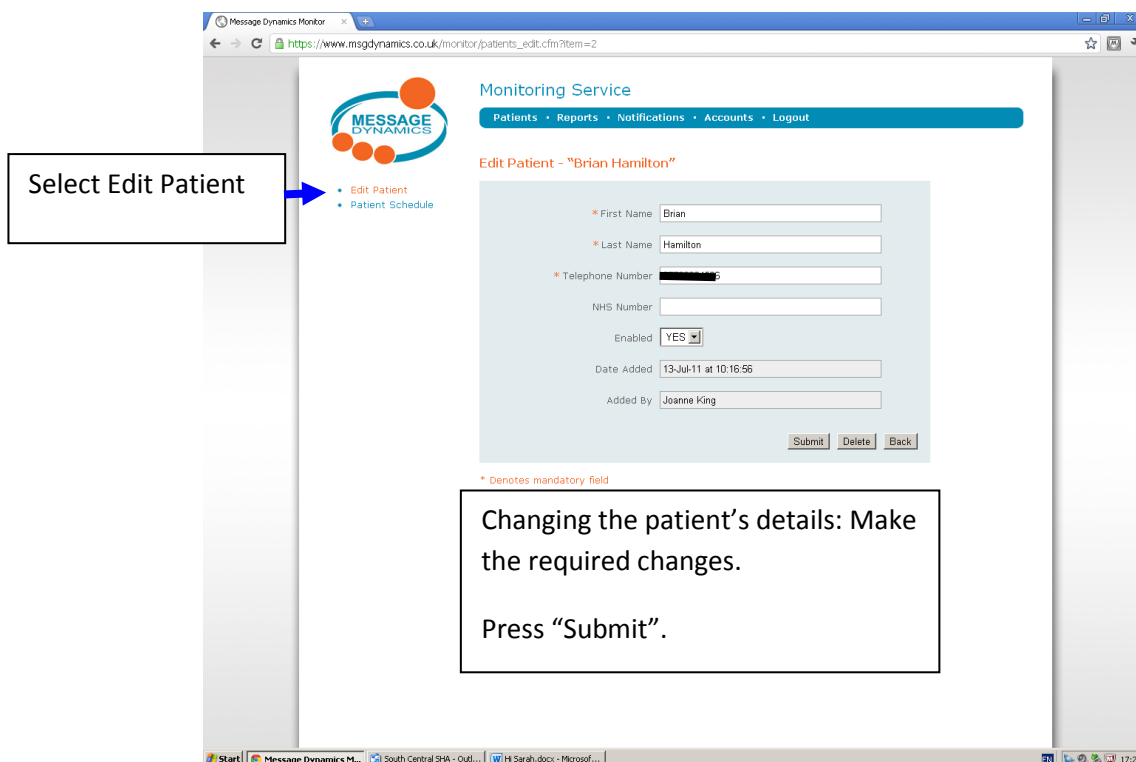 Message Dynamics Monitor
https://www.msgdynamics.co.uk/monitor/patients_edit.cfm?item=2
MESSAGE
DYNAMICS
Monitoring Service
Patients • Reports • Notifications • Accounts • Logout
Edit Patient - “Brian Hamilton”
Select Edit Patient
• Edit Patient
• Patient Schedule
* First Name Brian
* Last Name Hamilton
* Telephone Number
NHS Number
Enabled YES
Date Added 13-Jul-11 at 10:16:56
Added By Joanne King
Submit Delete Back
* Denotes mandatory field
Changing the patient’s details: Make
the required changes.
Press “Submit”.
Start Message Dynamics M... South Central SHA - Outl... Hi Sarah.docx - Microsof... EN